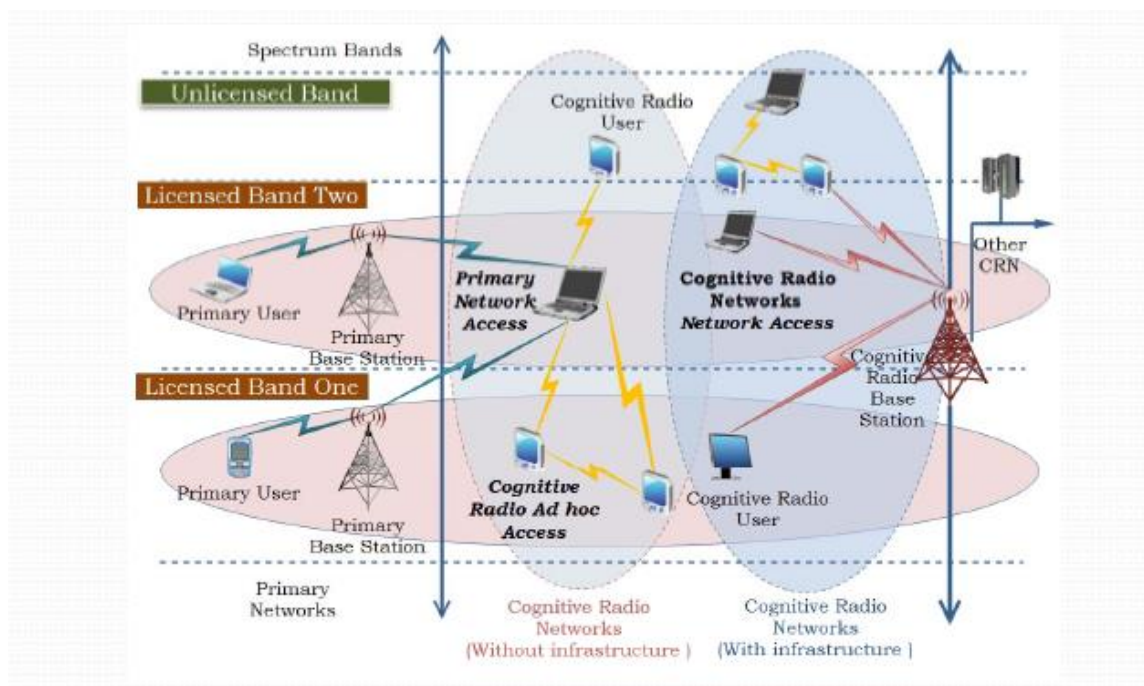 Spectrum Bands
Unlicensed Band
Cognitive Radio
User
Licensed Band Two
Other
CRN
Primary User
Primary
Base Station
Primary
Network
Access
Cognitive Radio
Networks
Network Access
Cognitive
Radio
Base
Station
Licensed Band One
Primary User
Primary
Base Station
Cognitive
Radio Ad hoc
Access
Cognitive Radio
User
Primary
Networks
Cognitive Radio
Networks
(Without infrastructure )
Cognitive Radio
Networks
(With infrastructure )